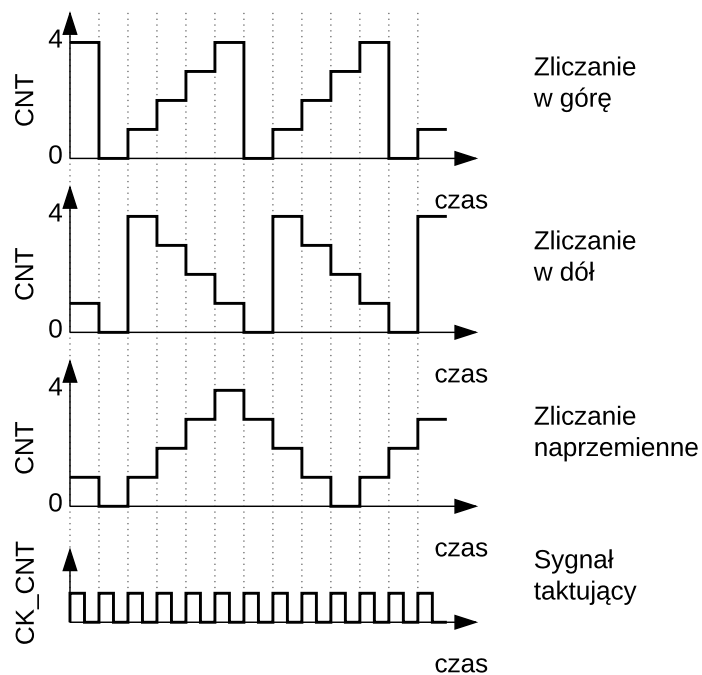 4
CNT
0
czas
Zliczanie
w górę
4
CNT
0
czas
Zliczanie
w dół
4
CNT
0
czas
Zliczanie
naprzemienne
CK_CNT
czas
Sygnał
taktujący